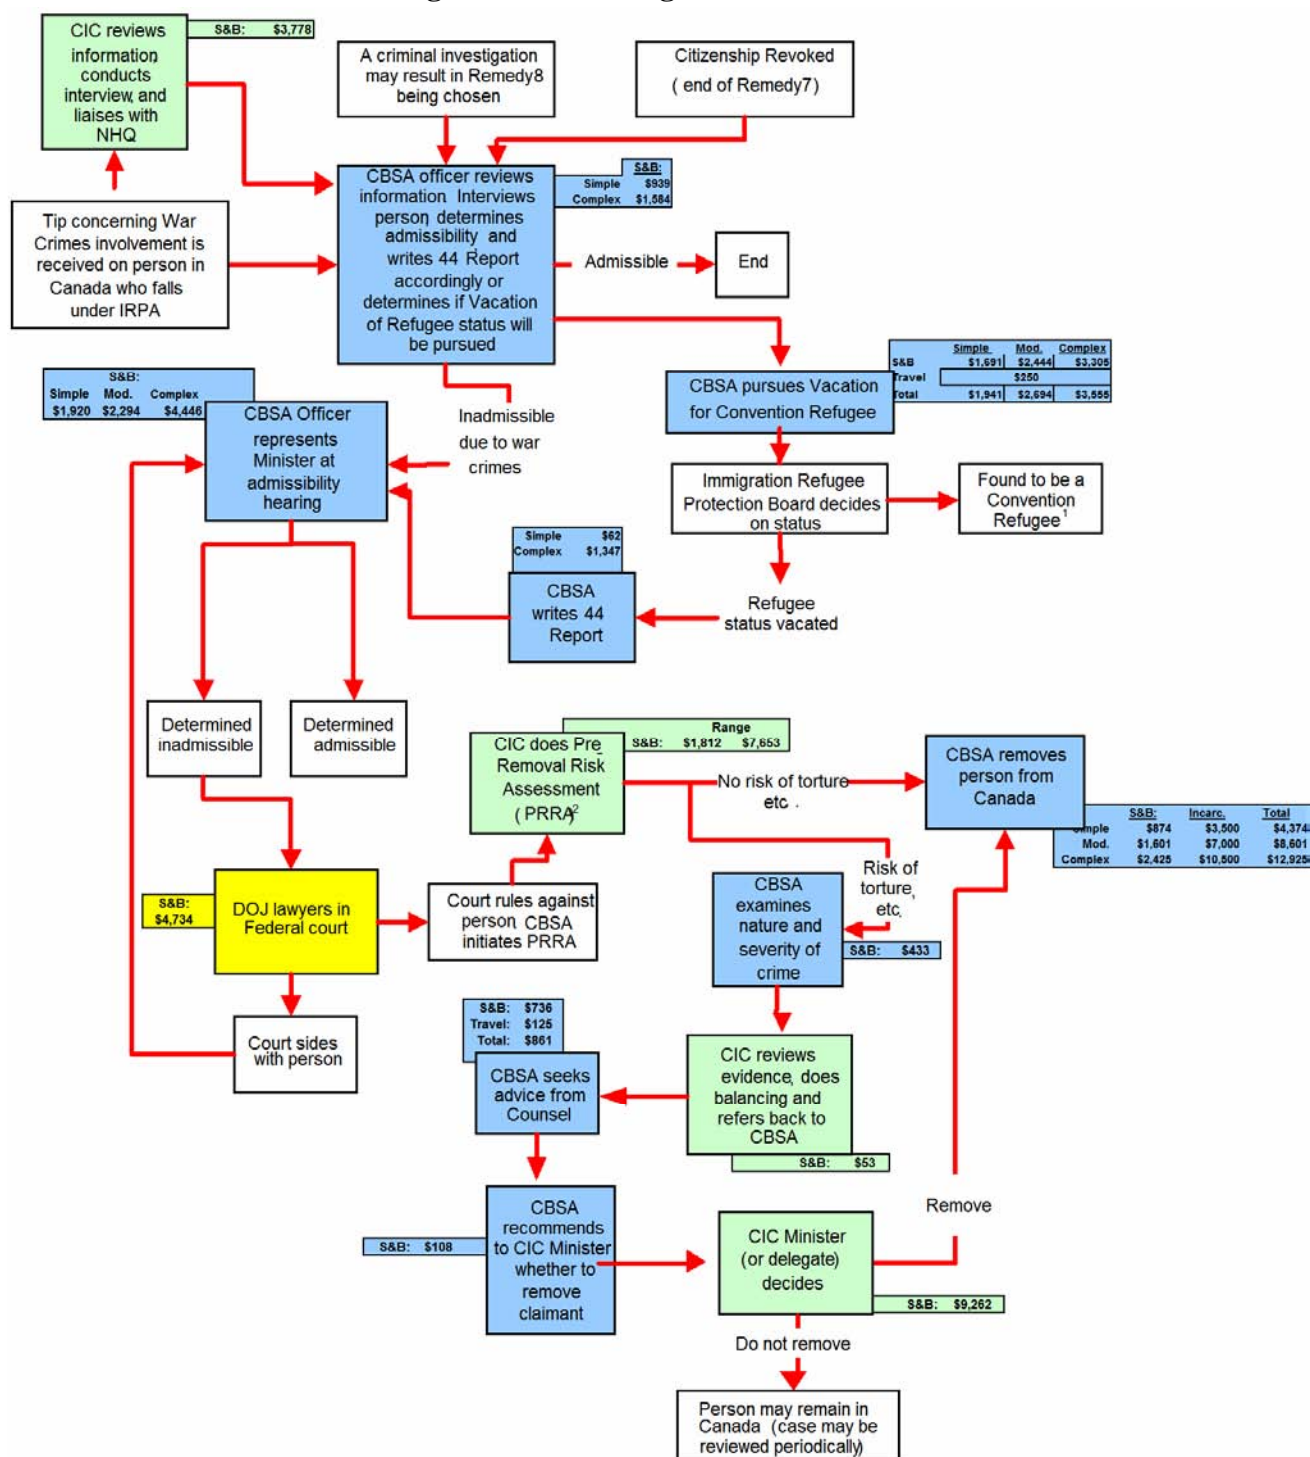 CIC reviews
information,
conducts
interview, and
liaises with
NHQ
S&B: $3,778
A criminal investigation
may result in Remedy8
being chosen
Citizenship Revoked
( end of Remedy7)
Tip concerning War
Crimes involvement is
received on person in
Canada who falls
under IRPA
CBSA officer reviews
information. Interviews
person, determines
admissibility, and
writes 44 Report
accordingly or
determines if Vacation
of Refugee status will
be pursued
S&B:
Simple $939
Complex $1,584
Admissible
End
Simple Mod. Complex
S&B $1,691 $2,444 $3,305
Travel $250
Total $1,941 $2,694 $3,555
CBSA pursues Vacation
for Convention Refugee
S&B:
Simple Mod. Complex
$1,920 $2,294 $4,446
CBSA Officer
represents
Minister at
admissibility
hearing
Inadmissible
due to war
crimes
Immigration Refugee
Protection Board decides
on status
Found to be a
Convention
Refugee1
Simple $62
Complex $1,347
CBSA
writes 44
Report
Refugee
status vacated
Determined
inadmissible
Determined
admissible
Range
S&B: $1,812 $7,653
CIC does Pre-
Removal Risk
Assessment
( PRRA)2
No risk of torture
etc .
CBSA removes
person from
Canada
S&B: Incarc. Total
Simple $874 $3,500 $4,374
Mod. $1,601 $7,000 $8,601
Complex $2,425 $10,500 $12,925
Risk of
torture,
etc.
S&B:
$4,734
DOJ lawyers in
Federal court
Court rules against
person, CBSA
initiates PRRA
CBSA
examines
nature and
severity of
crime
S&B: $433
Court sides
with person
S&B: $736
Travel: $125
Total: $861
CBSA seeks
advice from
Counsel
CIC reviews
evidence, does
balancing and
refers back to
CBSA
S&B: $53
CBSA
recommends
to CIC Minister
whether to
remove
claimant
S&B: $108
CIC Minister
(or delegate)
decides
S&B: $9,262
Remove
Do not remove
Person may remain in
Canada (case may be
reviewed periodically)